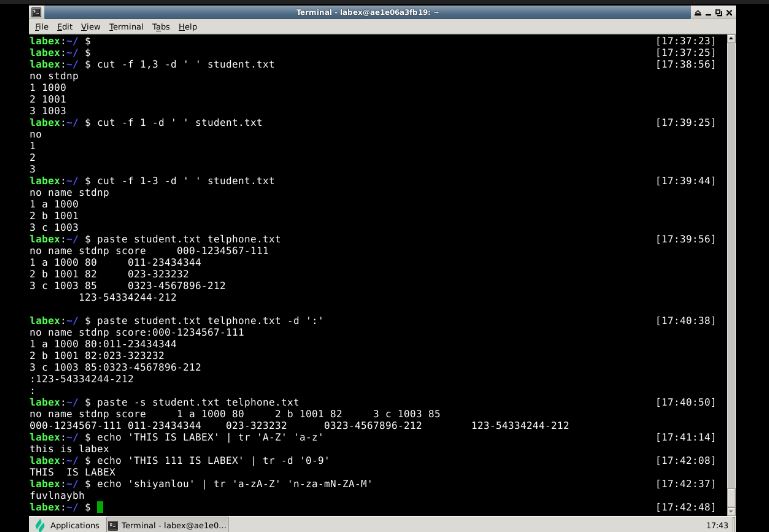 Terminal - labex@ae1e06a3fb19: ~
File Edit View Terminal Tabs Help
labex:~/ $ [17:37:23]
labex:~/ $ [17:37:25]
labex:~/ $ cut -f 1,3 -d ' ' student.txt [17:38:56]
no stdnp
1 1000
2 1001
3 1003
labex:~/ $ cut -f 1 -d ' ' student.txt [17:39:25]
no
1
2
3
labex:~/ $ cut -f 1-3 -d ' ' student.txt [17:39:44]
no name stdnp
1 a 1000
2 b 1001
3 c 1003
labex:~/ $ paste student.txt telphone.txt [17:39:56]
no name stdnp score 000-1234567-111
1 a 1000 80 011-23434344
2 b 1001 82 023-323232
3 c 1003 85 0323-4567896-212
123-54334244-212
labex:~/ $ paste student.txt telphone.txt -d ':' [17:40:38]
no name stdnp score:000-1234567-111
1 a 1000 80:011-23434344
2 b 1001 82:023-323232
3 c 1003 85:0323-4567896-212
:123-54334244-212
:
labex:~/ $ paste -s student.txt telphone.txt [17:40:50]
no name stdnp score 1 a 1000 80 2 b 1001 82 3 c 1003 85
000-1234567-111 011-23434344 023-323232 0323-4567896-212 123-54334244-212
labex:~/ $ echo 'THIS IS LABEX' | tr 'A-Z' 'a-z' [17:41:14]
this is labex
labex:~/ $ echo 'THIS 111 IS LABEX' | tr -d '0-9' [17:42:08]
THIS  IS LABEX
labex:~/ $ echo 'shiyanlou' | tr 'a-zA-Z' 'n-za-mN-ZA-M' [17:42:37]
fuvlnaybh
labex:~/ $ [17:42:48]
Applications Terminal - labex@ae1e0... 17:43